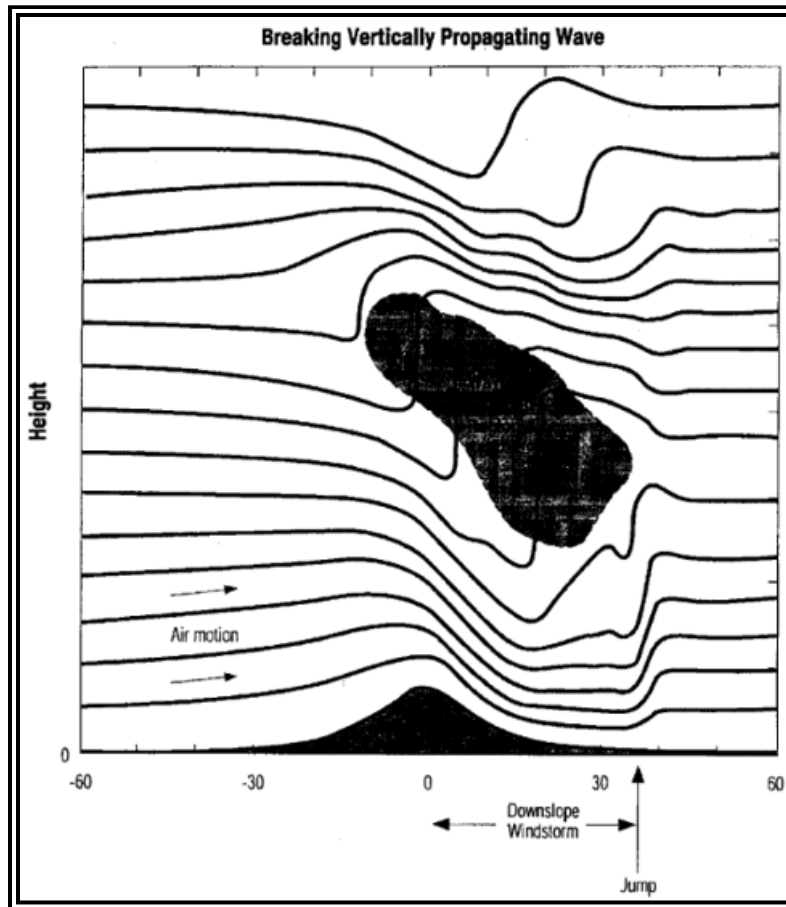 Breaking Vertically Propagating Wave
Height
Air motion
0
-60
-30
0
30
60
Downslope
Windstorm
Jump